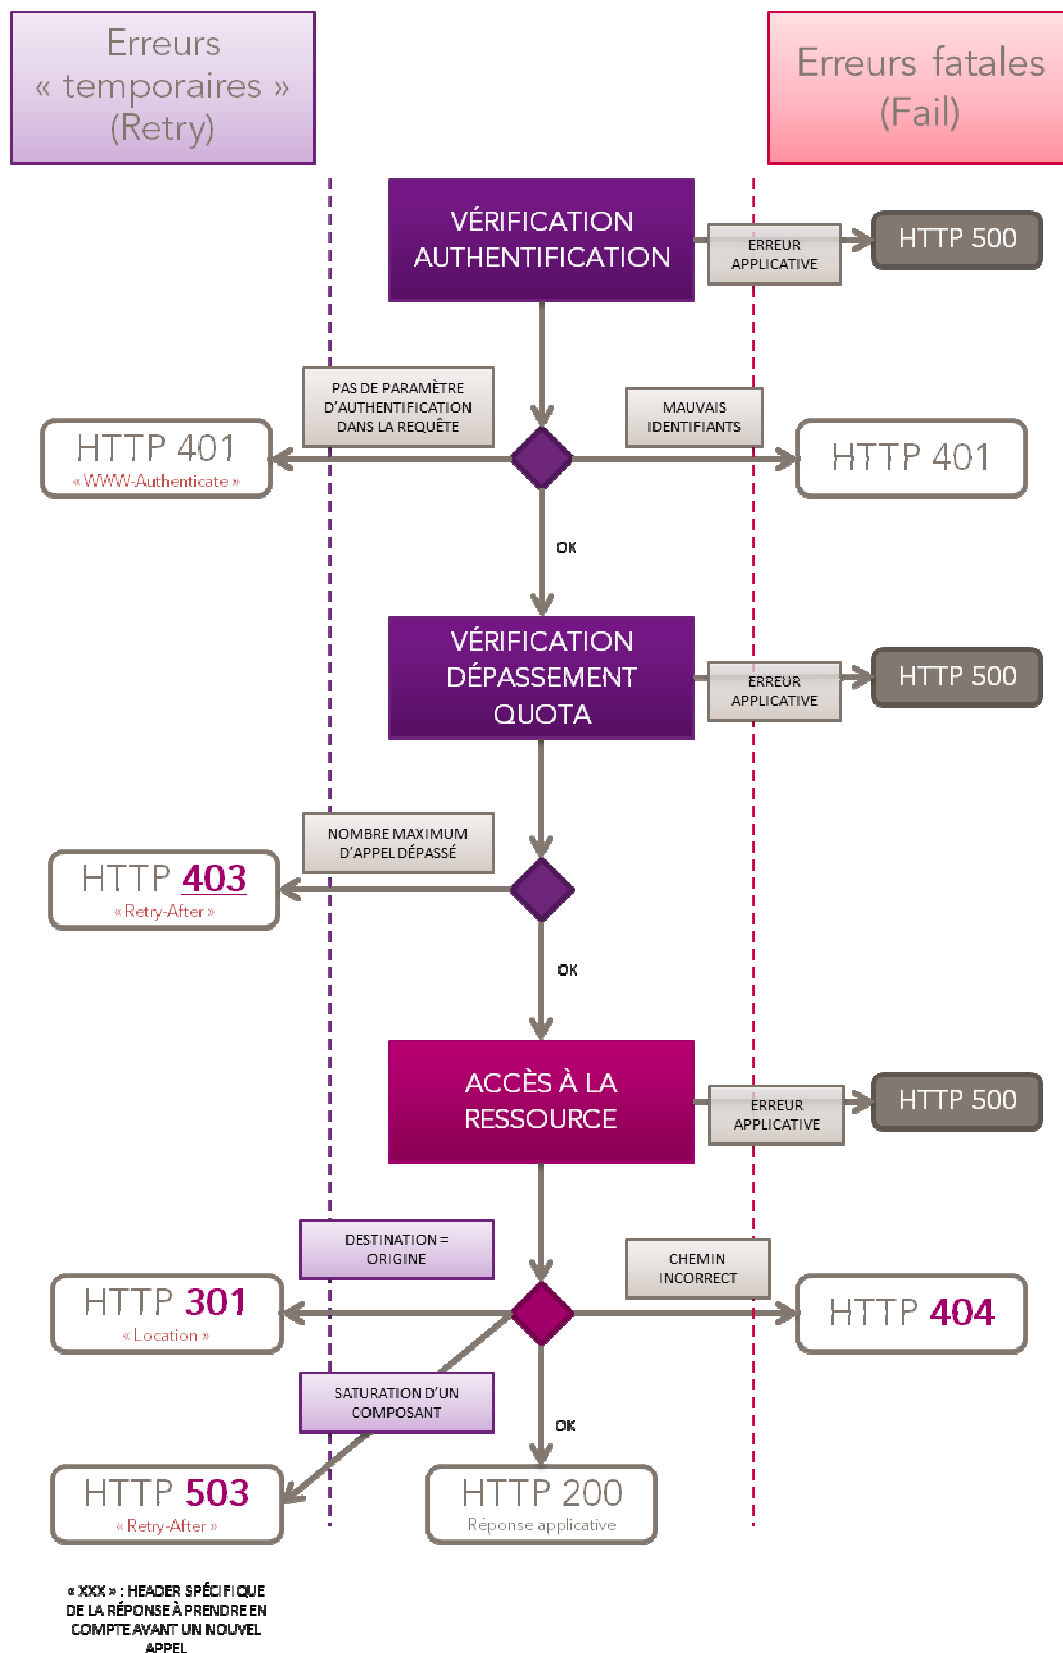 Erreurs
« temporaires »
(Retry)
Erreurs fatales
(Fail)
VÉRIFICATION
AUTHENTIFICATION
ERREUR
APPLICATIVE
HTTP 500
PAS DE PARAMÈTRE
D'AUTHENTIFICATION
DANS LA REQUÊTE
MAUVAIS
IDENTIFIANTS
HTTP 401
« WWW-Authenticate »
HTTP 401
OK
VÉRIFICATION
DÉPASSEMENT
QUOTA
ERREUR
APPLICATIVE
HTTP 500
NOMBRE MAXIMUM
D'APPEL DÉPASSÉ
HTTP 403
« Retry-After »
OK
ACCÈS À LA
RESSOURCE
ERREUR
APPLICATIVE
HTTP 500
DESTINATION =
ORIGINE
CHEMIN
INCORRECT
HTTP 301
« Location »
HTTP 404
SATURATION D'UN
COMPOSANT
OK
HTTP 503
« Retry-After »
HTTP 200
Réponse applicative
« XXX » : HEADER SPÉCIFIQUE
DE LA RÉPONSE À PRENDRE EN
COMPTE AVANT UN NOUVEL
APPEL